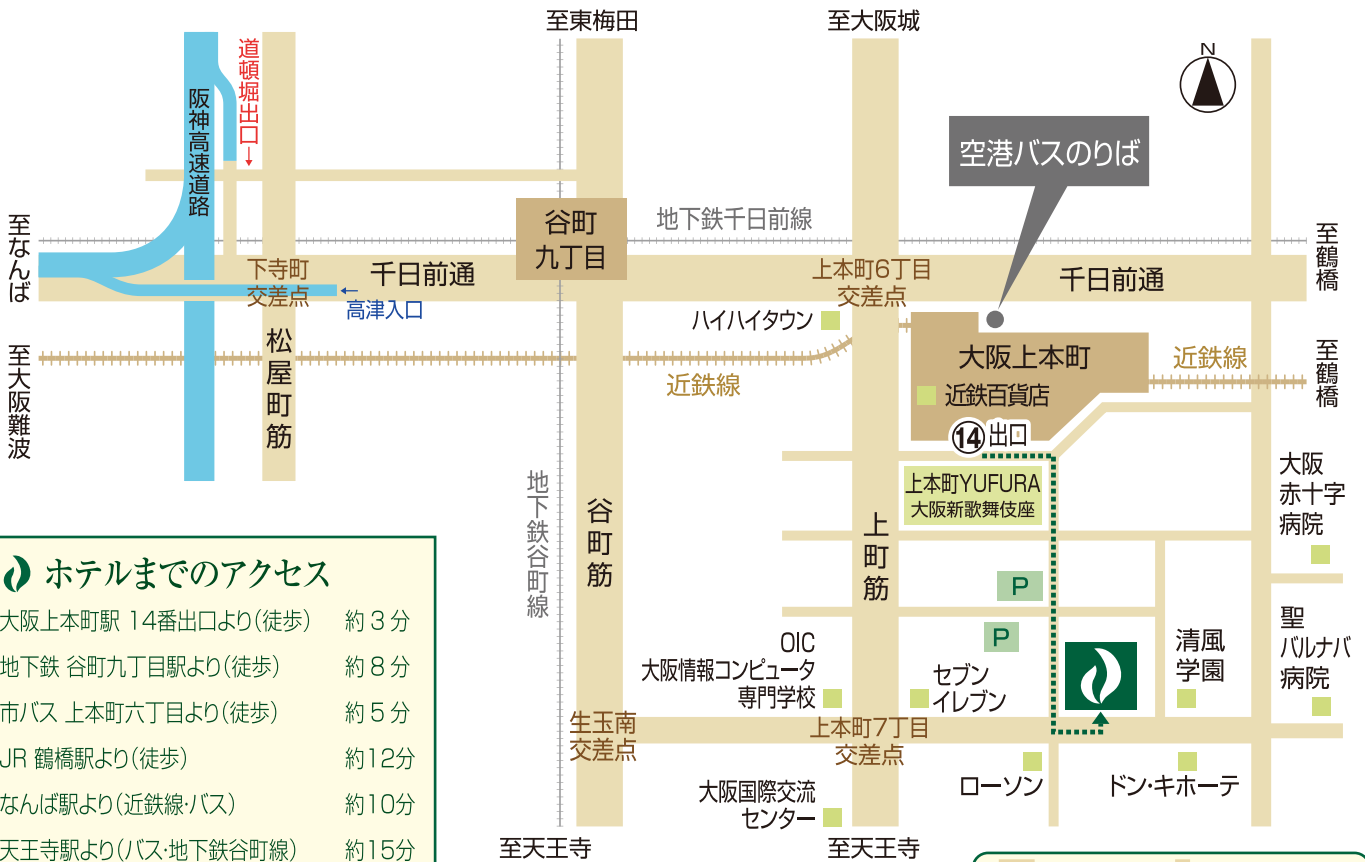 至東梅田
至大阪城
N
道頓堀出口
阪神高速道路
空港バスのりば
至なんば
谷町
九丁目
地下鉄千日前線
至鶴橋
下寺町
交差点
千日前通
上本町6丁目
交差点
千日前通
高津入口
ハイハイタウン
松屋町筋
至大阪難波
近鉄線
大阪上本町
近鉄百貨店
近鉄線
至鶴橋
14 出口
上本町YUFURA
大阪新歌舞伎座
大阪
赤十字
病院
地下鉄谷町線
谷町筋
上町筋
P
P
OIC
大阪情報コンピュータ
専門学校
セブン
イレブン
清風
学園
聖
バルナバ
病院
生玉南
交差点
上本町7丁目
交差点
ローソン
ドン・キホーテ
大阪国際交流
センター
至天王寺
至天王寺
ホテルまでのアクセス
大阪上本町駅 14番出口より(徒歩) 約3分
地下鉄 谷町九丁目駅より(徒歩) 約8分
市バス 上本町六丁目より(徒歩) 約5分
JR 鶴橋駅より(徒歩) 約12分
なんば駅より(近鉄線・バス) 約10分
天王寺駅より(バス・地下鉄谷町線) 約15分